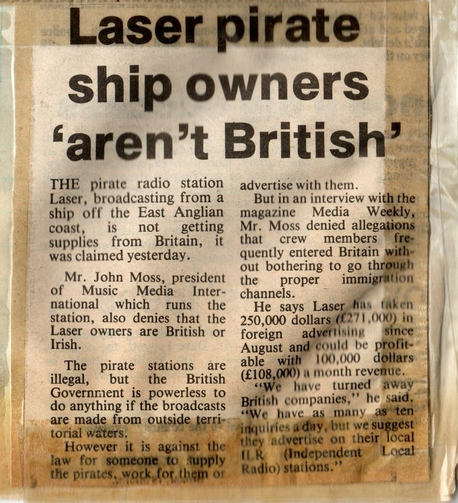 Laser pirate
ship owners
‘aren’t British’
THE pirate radio station
Laser, broadcasting from a
ship off the East Anglian
coast, is not getting
supplies from Britain, it
was claimed yesterday.
Mr. John Moss, president
of Music Media Inter-
national which runs the
station, also denies that the
Laser owners are British or
Irish.
The pirate stations are
illegal, but the British
Government is powerless to
do anything if the broadcasts
are made from outside terri-
torial waters.
However it is against the
law for someone to supply
the pirates, work for them or
advertise with them.
But in an interview with the
magazine Media Weekly,
Mr. Moss denied allegations
that crew members fre-
quently entered Britain with-
out bothering to go through
the proper immigration
channels.
He says Laser has taken
250,000 dollars (£271,000) in
foreign advertising since
August and could be profit-
able with 100,000 dollars
(£108,000) a month revenue.
“We have turned away
British companies,” he said.
“We have as many as ten
inquiries a day, but we suggest
they advertise on their local
ILR (Independent Local
Radio) stations.”